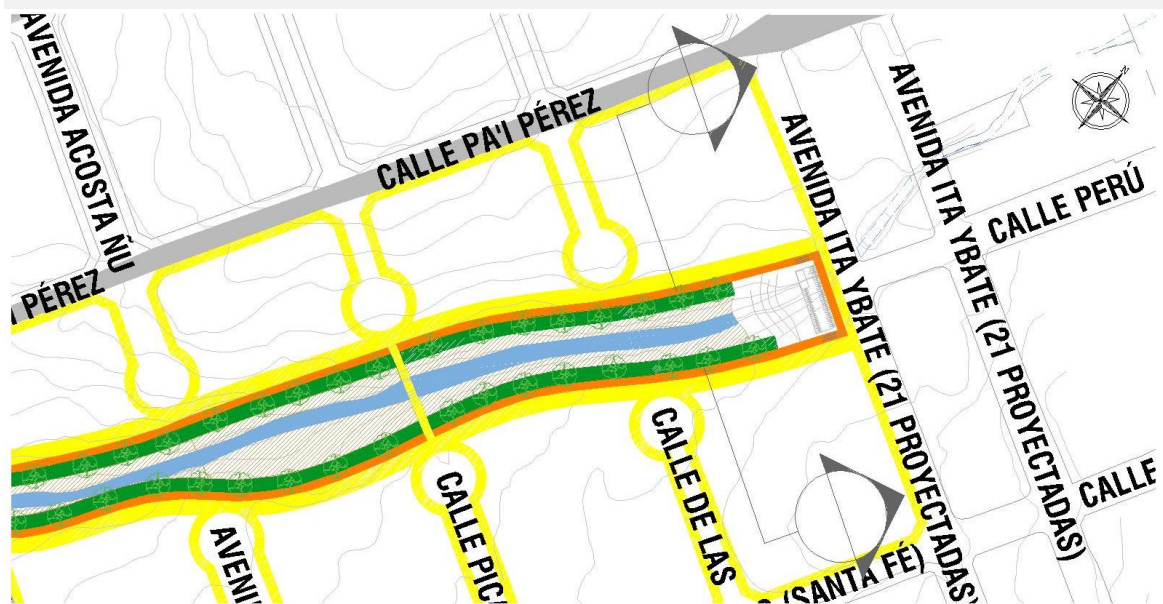 AVENIDA ACOSTA ÑU
CALLE PA'I PÉREZ
AVENIDA ITA YBATE (21 PROYECTADAS)
AVENIDA ITA YBATE (21 PROYECTADAS)
CALLE PERÚ
PÉREZ
CALLE
CALLE DE LAS
CALLE PICA
AVENI
(SANTA FÉ)